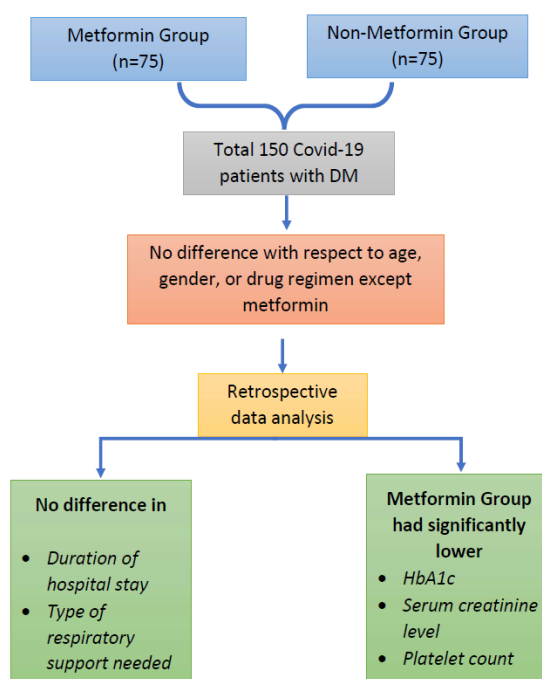 Metformin Group
(n=75)
Non-Metformin Group
(n=75)
Total 150 Covid-19
patients with DM
No difference with respect to age,
gender, or drug regimen except
metformin
Retrospective
data analysis
No difference in
• Duration of
hospital stay
• Type of
respiratory
support needed
Metformin Group
had significantly
lower
• HbA1c
• Serum creatinine
level
• Platelet count